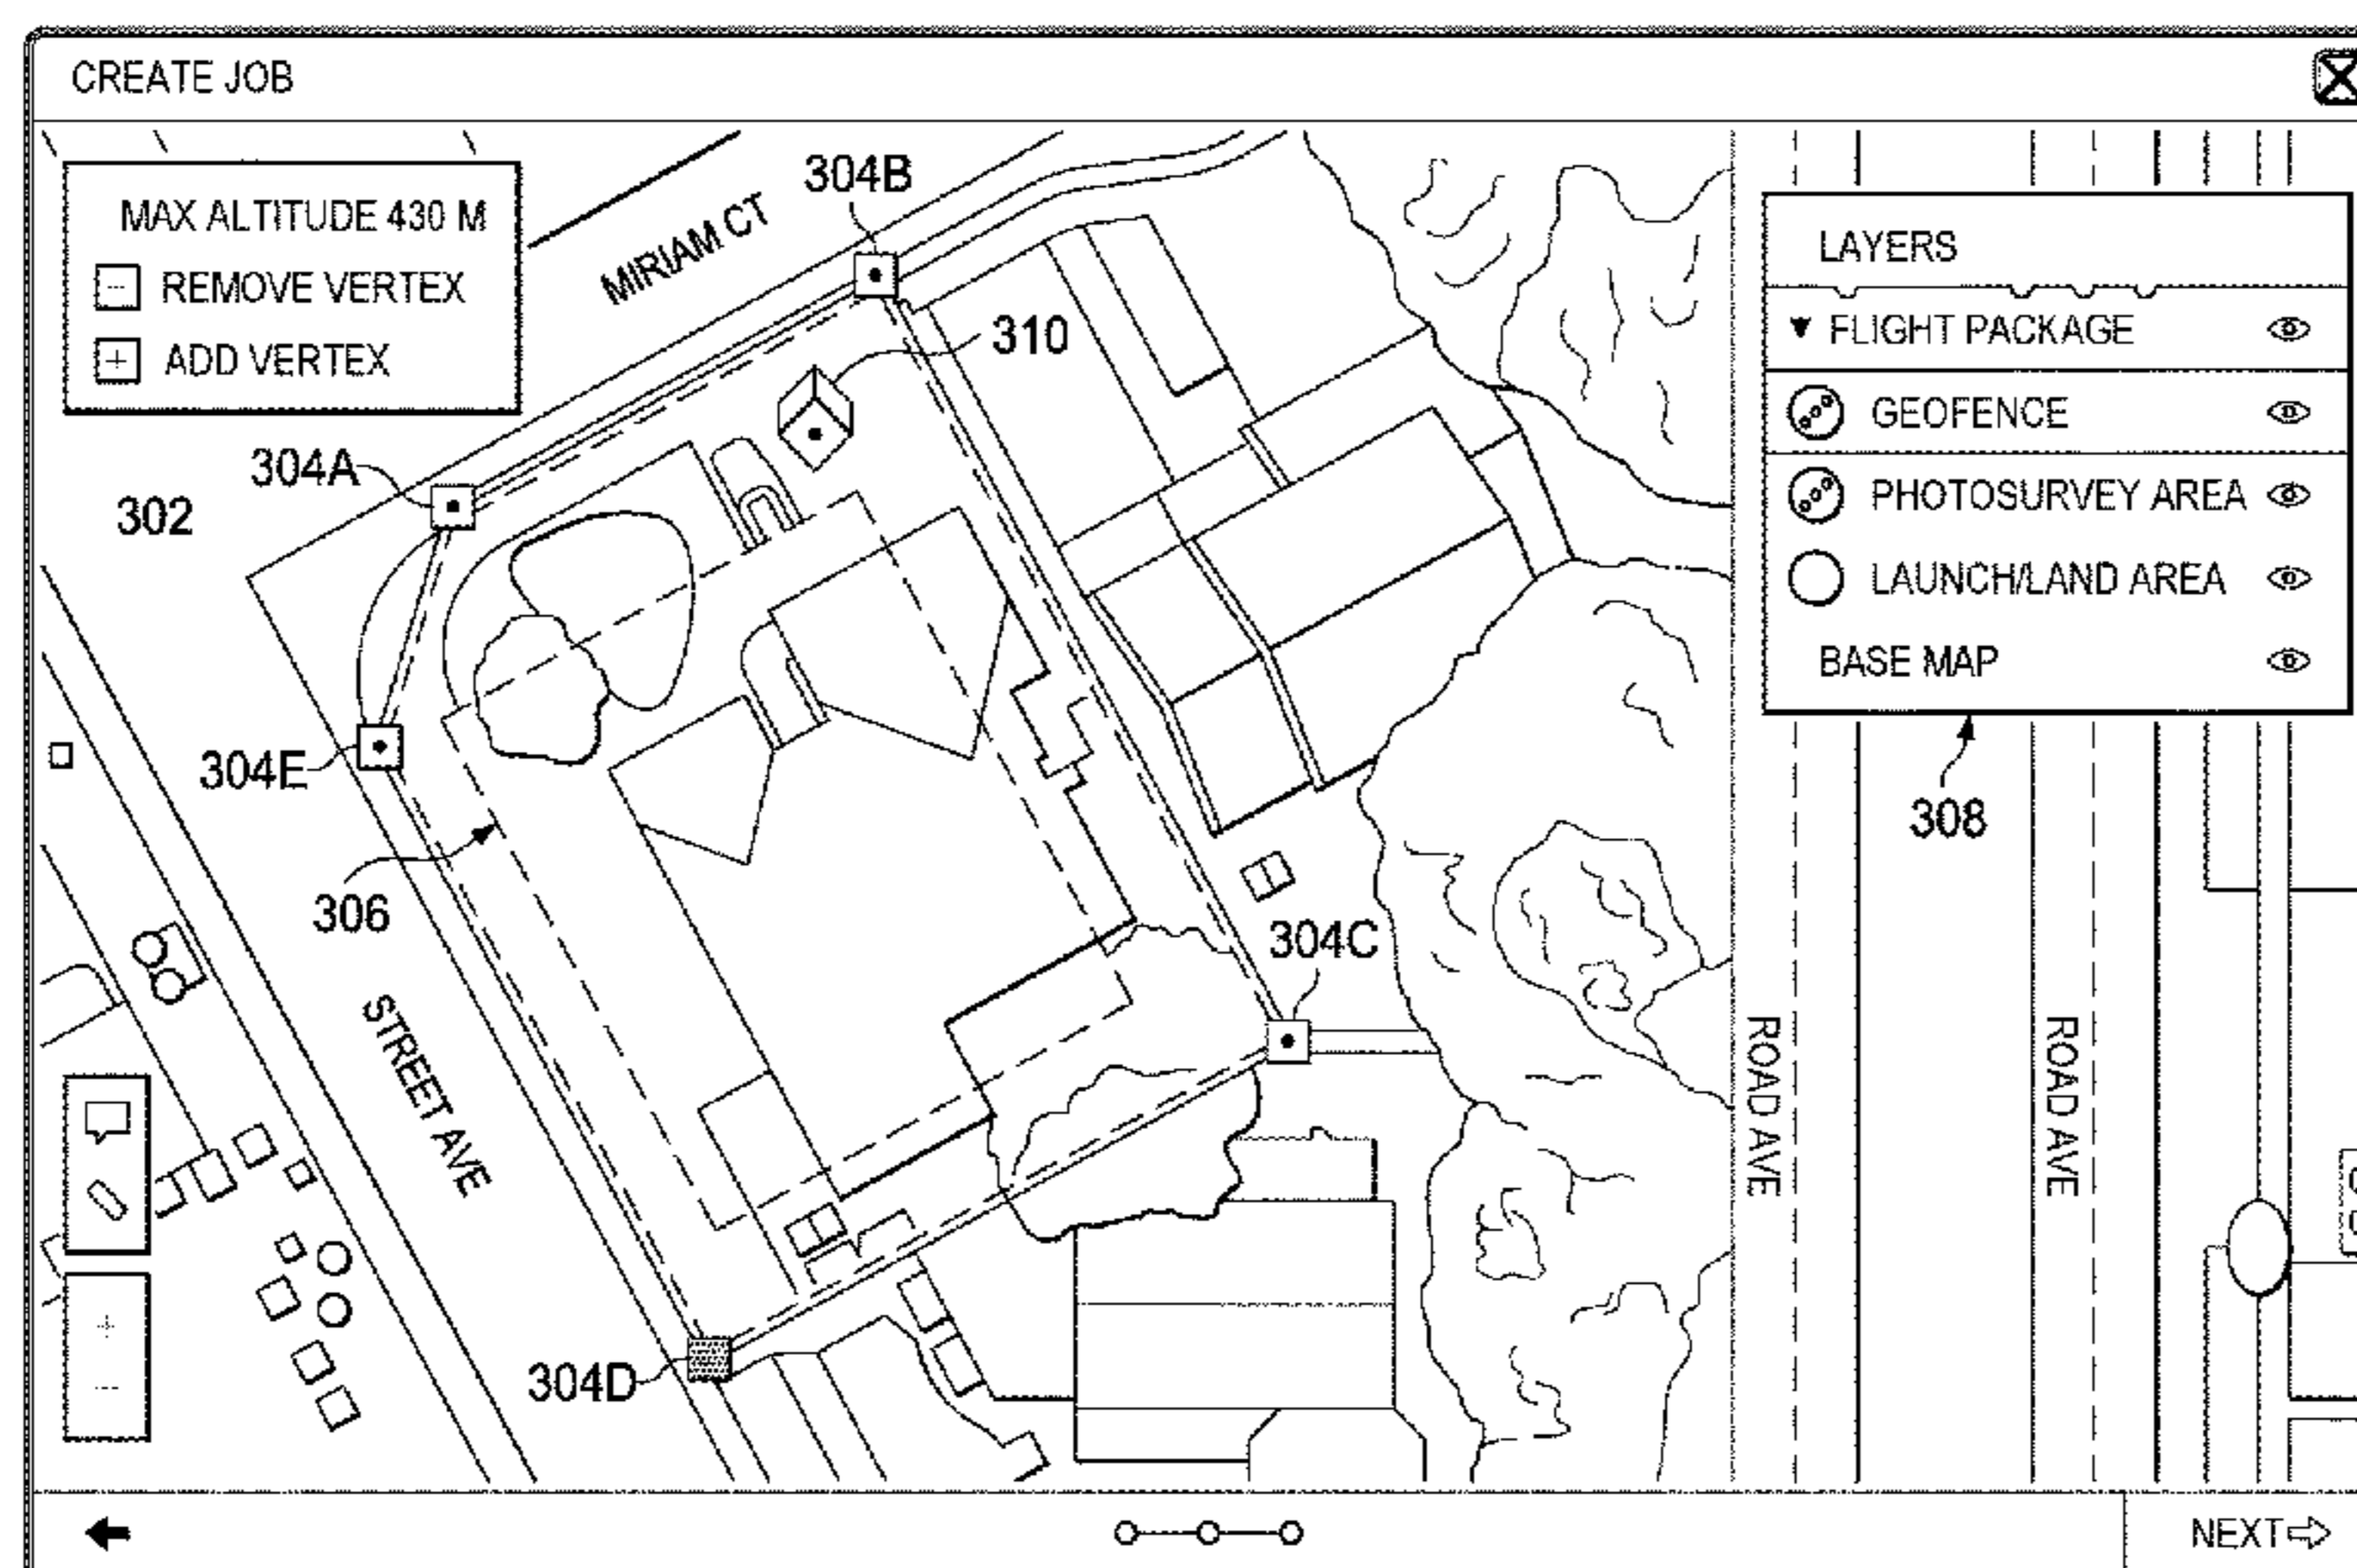 CREATE JOB
MAX ALTITUDE 430 M
REMOVE VERTEX
ADD VERTEX
MIRIAM CT
304B
310
304A
302
304E
306
STREET AVE
304C
304D
LAYERS
FLIGHT PACKAGE
GEOFENCE
PHOTOSURVEY AREA
LAUNCH/LAND AREA
BASE MAP
308
ROAD AVE
ROAD AVE
NEXT